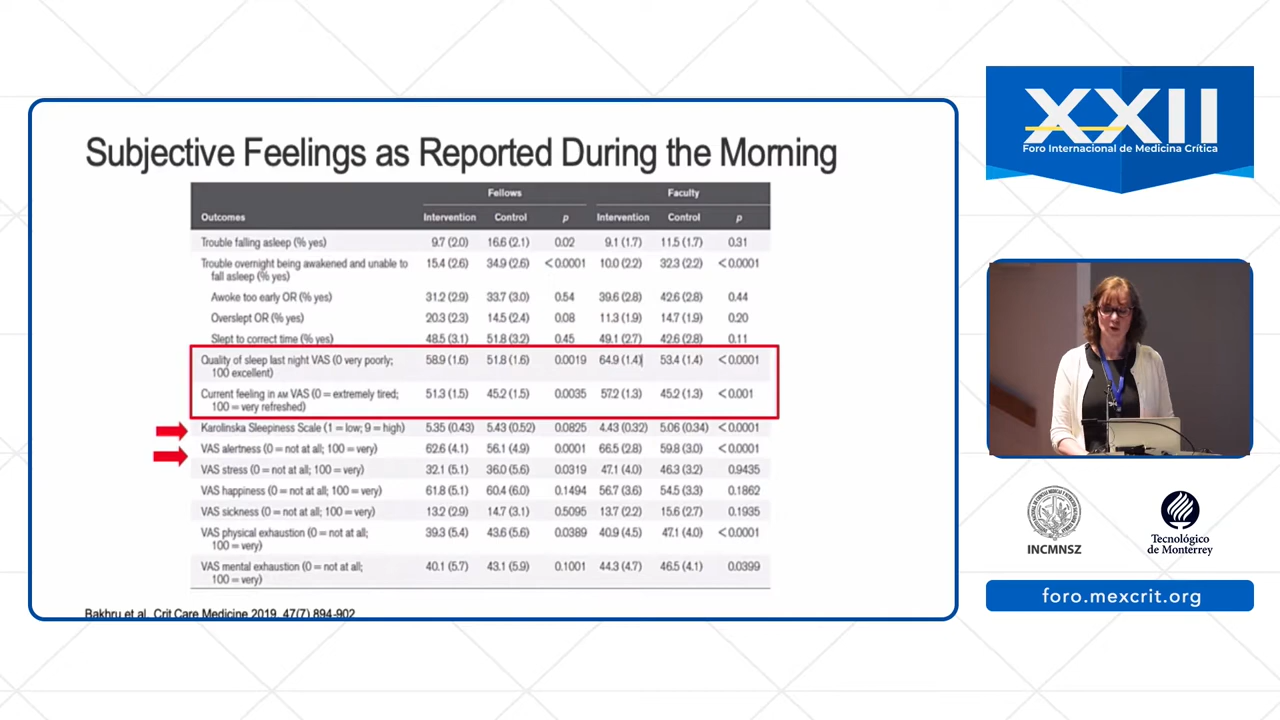 Subjective Feelings as Reported During the Morning
Fellows Faculty
Outcomes Intervention Control p Intervention Control p
Trouble falling asleep (% yes) 9.7 (2.0) 16.6 (2.1) 0.02 9.1 (1.7) 11.5 (1.7) 0.31
Trouble overnight being awakened and unable to 15.4 (2.6) 34.9 (2.6) <0.0001 10.0 (2.2) 32.3 (2.2) <0.0001
fall asleep (% yes)
Awoke too early OR (% yes) 31.2 (2.9) 33.7 (3.0) 0.54 39.6 (2.8) 42.6 (2.8) 0.44
Overslept OR (% yes) 20.3 (2.3) 14.5 (2.4) 0.08 11.3 (1.9) 14.7 (1.9) 0.20
Slept to correct time (% yes) 48.5 (3.1) 51.8 (3.2) 0.45 49.1 (2.7) 42.6 (2.8) 0.11
Quality of sleep last night VAS (0 very poorly; 58.9 (1.6) 51.8 (1.6) 0.0019 64.9 (1.4) 53.4 (1.4) <0.0001
100 excellent)
Current feeling in AM VAS (0 = extremely tired; 51.3 (1.5) 45.2 (1.5) 0.0035 57.2 (1.3) 45.2 (1.3) <0.001
100 = very refreshed)
Karolinska Sleepiness Scale (1 = low; 9 = high) 5.35 (0.43) 5.43 (0.52) 0.0825 4.43 (0.32) 5.06 (0.34) <0.0001
VAS alertness (0 = not at all; 100 = very) 62.6 (4.1) 56.1 (4.9) 0.0001 66.5 (2.8) 59.8 (3.0) <0.0001
VAS stress (0 = not at all; 100 = very) 32.1 (5.1) 36.0 (5.6) 0.0319 47.1 (4.0) 46.3 (3.2) 0.9435
VAS happiness (0 = not at all; 100 = very) 61.8 (5.1) 60.4 (6.0) 0.1494 56.7 (3.6) 54.5 (3.3) 0.1862
VAS sickness (0 = not at all; 100 = very) 13.2 (2.9) 14.7 (3.1) 0.5095 13.7 (2.2) 15.6 (2.7) 0.1935
VAS physical exhaustion (0 = not at all; 39.3 (5.4) 43.6 (5.6) 0.0389 40.9 (4.5) 47.1 (4.0) <0.0001
100 = very)
VAS mental exhaustion (0 = not at all; 40.1 (5.7) 43.1 (5.9) 0.1001 44.3 (4.7) 46.5 (4.1) 0.0399
100 = very)
Bakhru et al. Crit Care Medicine 2019, 47(7) 894-902
XXII
Foro Internacional de Medicina Crítica
INCMNSZ
Tecnológico
de Monterrey
foro.mexcrit.org